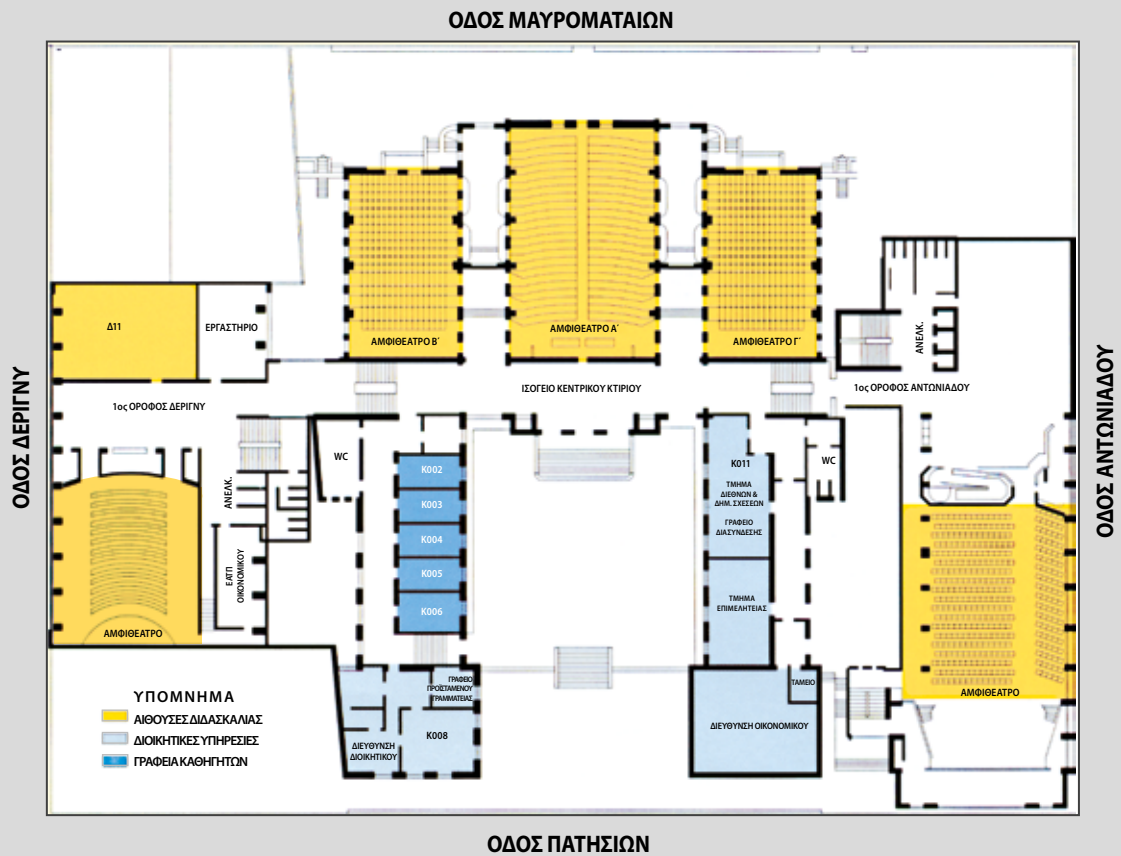 ΟΔΟΣ ΜΑΥΡΟΜΑΤΑΙΩΝ
ΟΔΟΣ ΔΕΡΙΓΝΥ
ΟΔΟΣ ΑΝΤΩΝΙΑΔΟΥ
Δ11
ΕΡΓΑΣΤΗΡΙΟ
ΑΜΦΙΘΕΑΤΡΟ Β΄
ΑΜΦΙΘΕΑΤΡΟ Α΄
ΑΜΦΙΘΕΑΤΡΟ Γ΄
ΑΝΕΛΚ.
1ος ΟΡΟΦΟΣ ΔΕΡΙΓΝΥ
ΙΣΟΓΕΙΟ ΚΕΝΤΡΙΚΟΥ ΚΤΙΡΙΟΥ
1ος ΟΡΟΦΟΣ ΑΝΤΩΝΙΑΔΟΥ
ΑΝΕΛΚ.
WC
Κ002
Κ003
Κ004
Κ005
Κ006
Κ011
ΤΜΗΜΑ
ΔΙΕΘΝΩΝ &
ΔΗΜ. ΣΧΕΣΕΩΝ
ΓΡΑΦΕΙΟ
ΔΙΑΣΥΝΔΕΣΗΣ
WC
ΤΜΗΜΑ
ΕΠΙΜΕΛΗΤΕΙΑΣ
ΕΑΤΠ
ΟΙΚΟΝΟΜΙΚΟΥ
ΑΜΦΙΘΕΑΤΡΟ
ΓΡΑΦΕΙΟ
ΠΡΟΪΣΤΑΜΕΝΟΥ
ΓΡΑΜΜΑΤΕΙΑΣ
Κ008
ΔΙΕΥΘΥΝΣΗ
ΔΙΟΙΚΗΤΙΚΟΥ
ΤΑΜΕΙΟ
ΔΙΕΥΘΥΝΣΗ ΟΙΚΟΝΟΜΙΚΟΥ
ΑΜΦΙΘΕΑΤΡΟ
ΥΠΟΜΝΗΜΑ
ΑΙΘΟΥΣΕΣ ΔΙΔΑΣΚΑΛΙΑΣ
ΔΙΟΙΚΗΤΙΚΕΣ ΥΠΗΡΕΣΙΕΣ
ΓΡΑΦΕΙΑ ΚΑΘΗΓΗΤΩΝ
ΟΔΟΣ ΠΑΤΗΣΙΩΝ